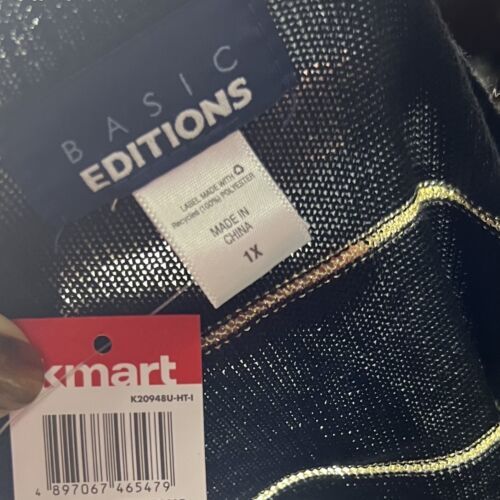 BASIC
EDITIONS
LABEL MADE WITH
Recycled (100%) POLYESTER
MADE IN
CHINA
1X
kmart
K20948U-HT-I
4 897067 465479